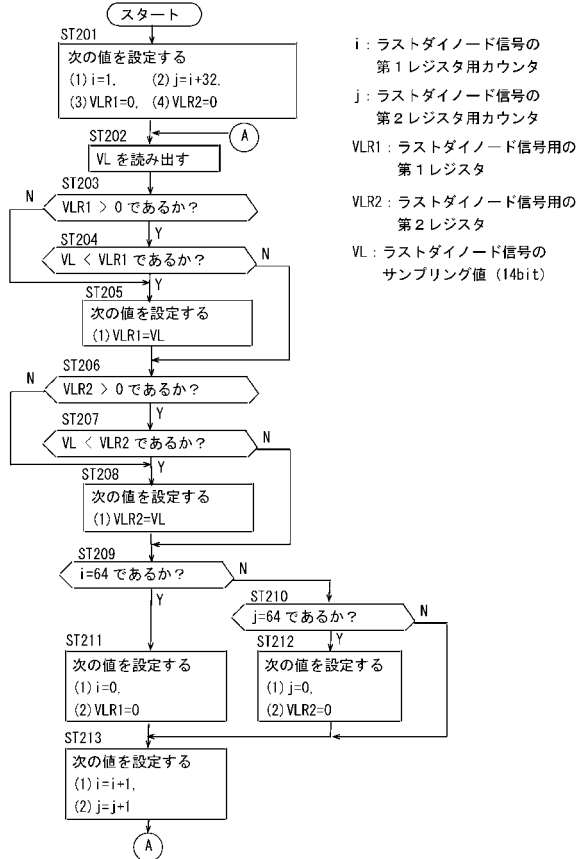 スタート
ST201
次の値を設定する
(1) i=1, (2) j=i+32,
(3) VLR1=0, (4) VLR2=0
A
ST202
VL を読み出す
ST203
N
VLR1 > 0 であるか?
Y
ST204
VL < VLR1 であるか?
N
Y
ST205
次の値を設定する
(1) VLR1=VL
ST206
N
VLR2 > 0 であるか?
Y
ST207
VL < VLR2 であるか?
N
Y
ST208
次の値を設定する
(1) VLR2=VL
ST209
i=64 であるか?
N
Y
ST210
j=64 であるか?
N
Y
ST211
次の値を設定する
(1) i=0,
(2) VLR1=0
ST212
次の値を設定する
(1) j=0,
(2) VLR2=0
ST213
次の値を設定する
(1) i=i+1,
(2) j=j+1
A
i:ラストダイノード信号の
第1レジスタ用カウンタ
j:ラストダイノード信号の
第2レジスタ用カウンタ
VLR1:ラストダイノード信号用の
第1レジスタ
VLR2:ラストダイノード信号用の
第2レジスタ
VL:ラストダイノード信号の
サンプリング値 (14bit)